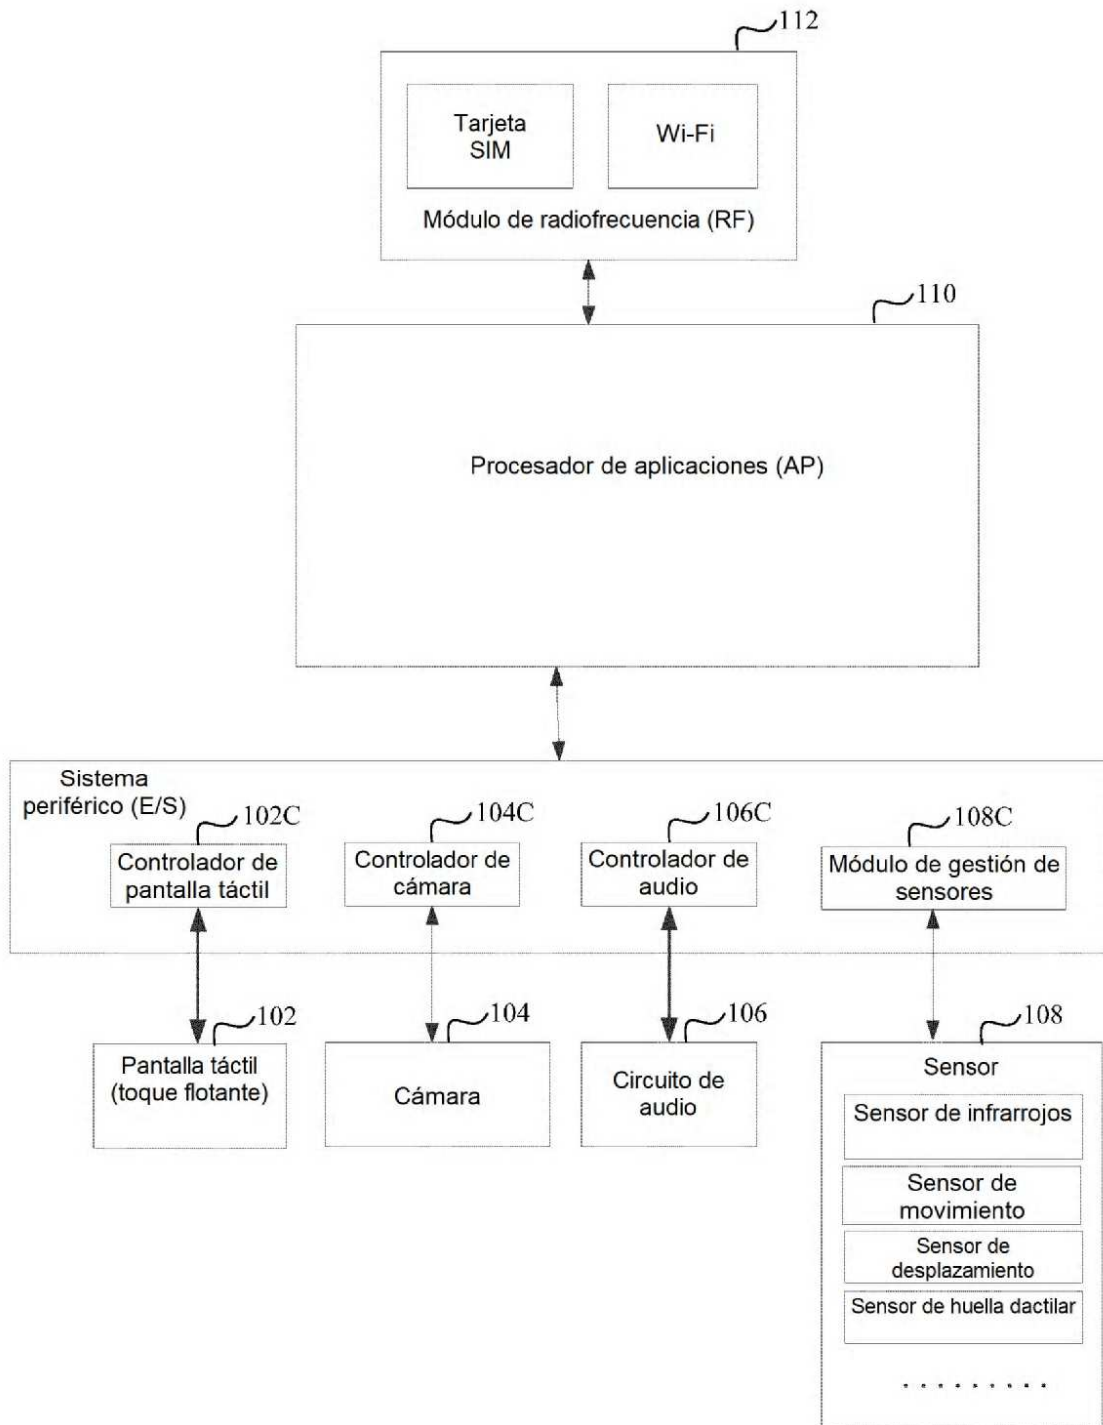 112
Tarjeta
SIM
Wi-Fi
Módulo de radiofrecuencia (RF)
110
Procesador de aplicaciones (AP)
Sistema
periférico (E/S)
102C
Controlador de
pantalla táctil
104C
Controlador de
cámara
106C
Controlador de
audio
108C
Módulo de gestión de
sensores
102
Pantalla táctil
(toque flotante)
104
Cámara
106
Circuito de
audio
108
Sensor
Sensor de infrarrojos
Sensor de
movimiento
Sensor de
desplazamiento
Sensor de huella dactilar
. . . . . . . . .